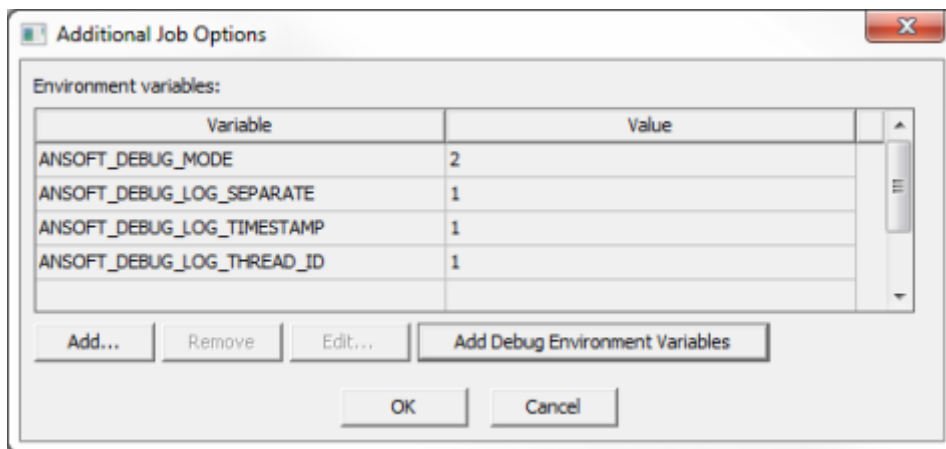 Additional Job Options
Environment variables:
Variable Value
ANSOFT_DEBUG_MODE 2
ANSOFT_DEBUG_LOG_SEPARATE 1
ANSOFT_DEBUG_LOG_TIMESTAMP 1
ANSOFT_DEBUG_LOG_THREAD_ID 1
Add... Remove Edit... Add Debug Environment Variables
OK Cancel